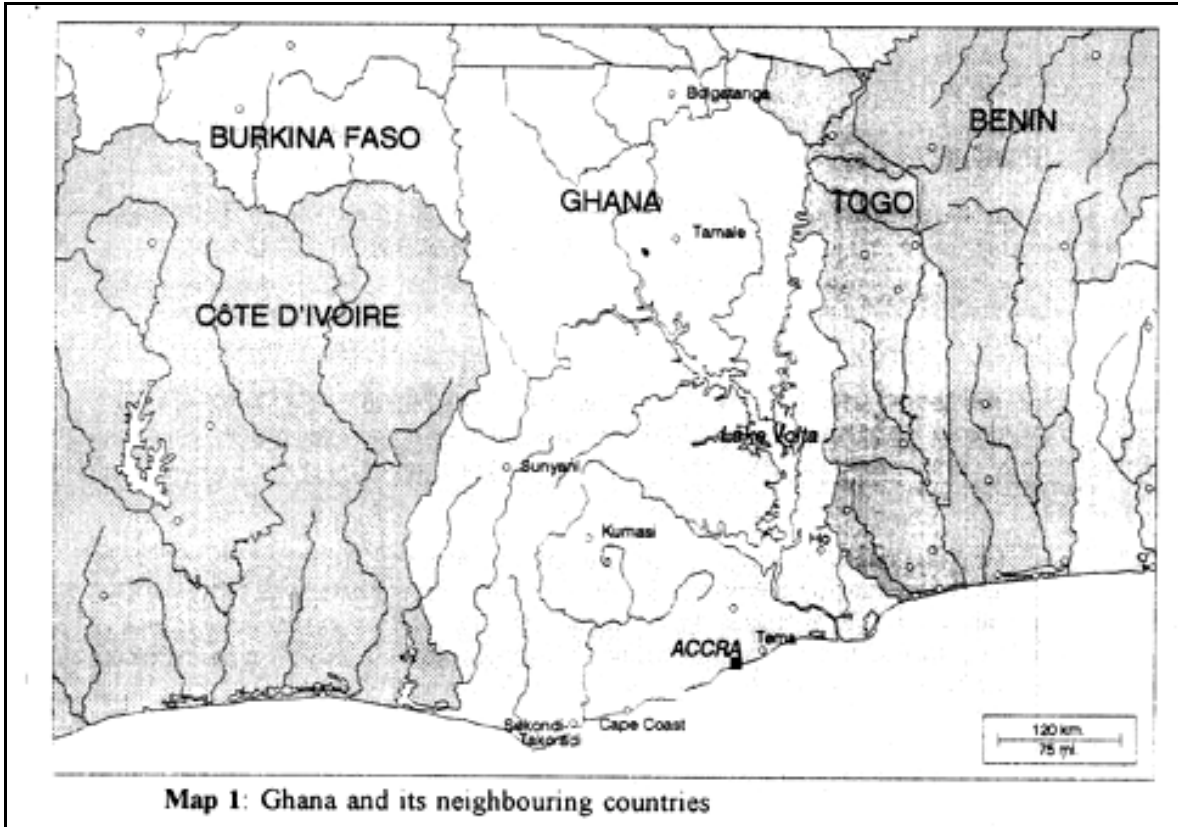 Bolgatanga
BURKINA FASO
BENIN
GHANA
TOGO
Tamale
CôTE D'IVOIRE
Lake Volta
Sunyani
Kumasi
Ho
ACCRA
Tema
Sekondi-
Takoradi
Cape Coast
120 km.
75 mi.
Map 1: Ghana and its neighbouring countries